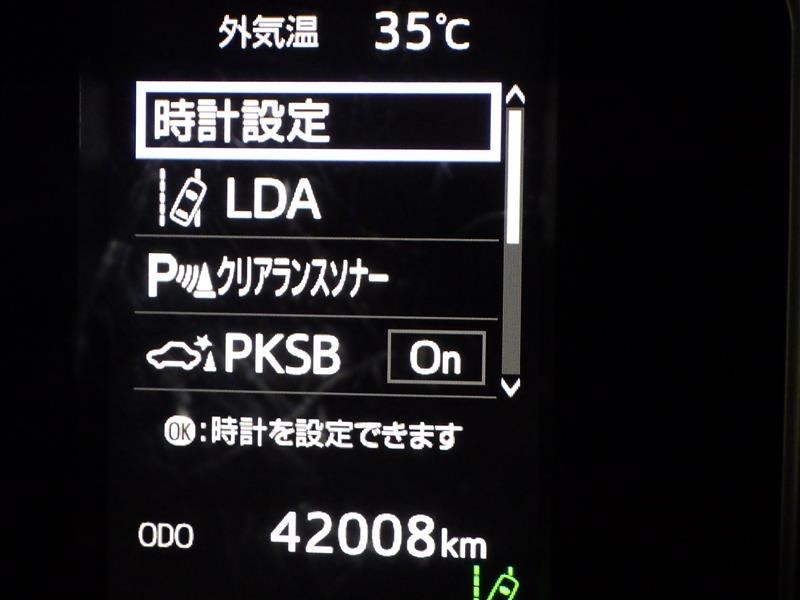 外気温 35℃
時計設定
LDA
Pクリアランスソナー
PKSB On
OK:時計を設定できます
ODO 42008km